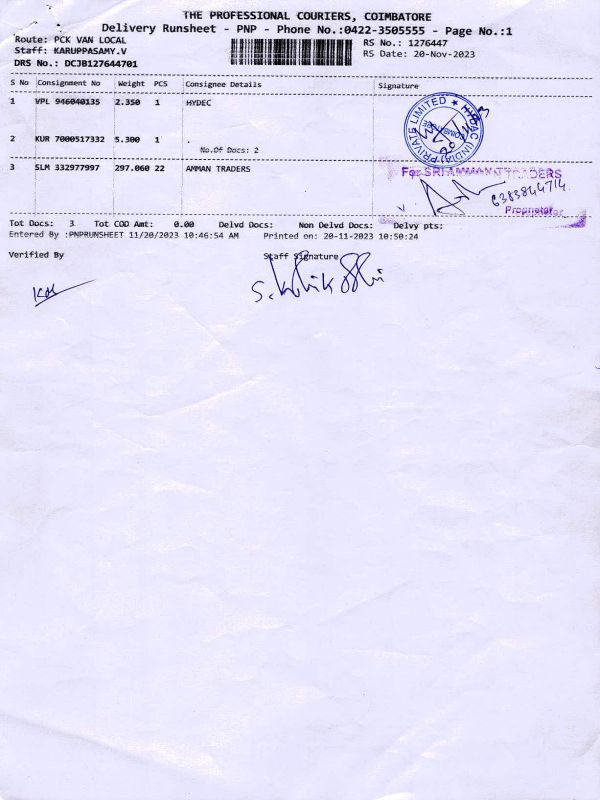 THE PROFESSIONAL COURIERS, COIMBATORE
Delivery Runsheet - PNP - Phone No.:0422-3505555 - Page No.:1
Route: PCK VAN LOCAL
RS No.: 1276447
Staff: KARUPPASAMY.V
RS Date: 20-Nov-2023
DRS No.: DCJB127644701
S No Consignment No Weight PCS Consignee Details Signature
1 VPL 946040135 2.350 1 HYDEC
2 KUR 7000517332 5.300 1
No.Of Docs: 2
3 SLM 332977997 297.060 22 AMMAN TRADERS
PRIVATE LIMITED ★ (INDIA)
COIMBATORE
For SRI AMMAN TRADERS
6383844714
Proprietor
Tot Docs: 3 Tot COD Amt: 0.00 Delvd Docs: Non Delvd Docs: Delvy pts:
Entered By :PNPRUNSHEET 11/20/2023 10:46:54 AM Printed on: 20-11-2023 10:50:24
Verified By Staff Signature